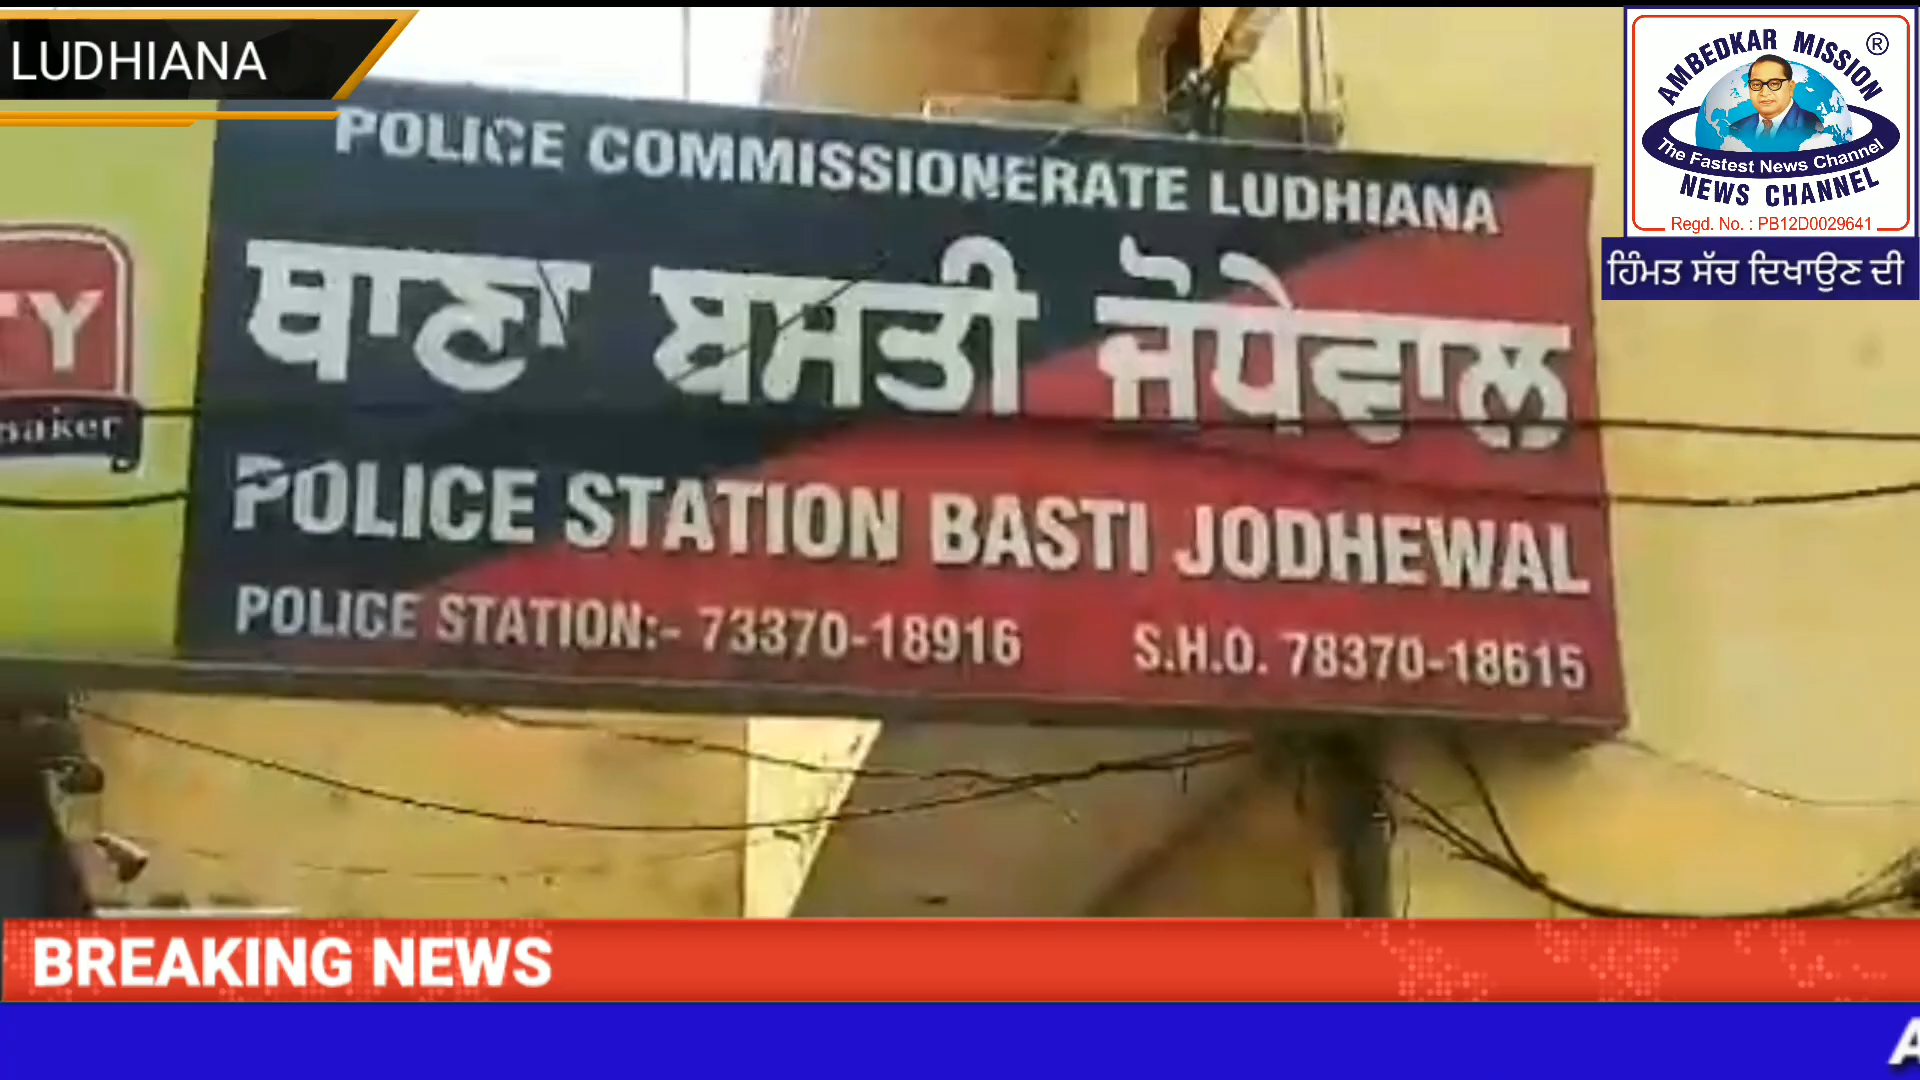 LUDHIANA
AMBEDKAR MISSION ®
The Fastest News Channel
NEWS CHANNEL
Regd. No. : PB12D0029641
ਹਿੰਮਤ ਸੱਚ ਦਿਖਾਉਣ ਦੀ
POLICE COMMISSIONERATE LUDHIANA
ਥਾਣਾ ਬਸਤੀ ਜੋਧੇਵਾਲ
POLICE STATION BASTI JODHEWAL
POLICE STATION:- 73370-18916 S.H.O. 78370-18615
TY
BREAKING NEWS
A